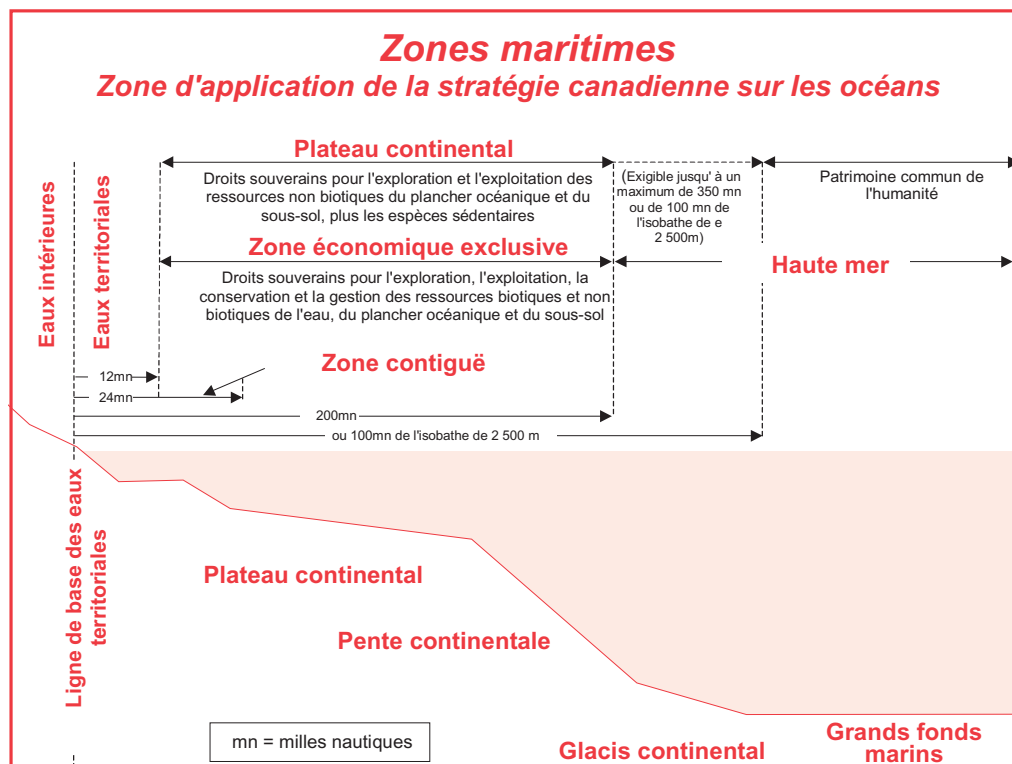 Zones maritimes
Zone d'application de la stratégie canadienne sur les océans
Eaux intérieures
Eaux territoriales
Plateau continental
Droits souverains pour l'exploration et l'exploitation des
ressources non biotiques du plancher océanique et du
sous-sol, plus les espèces sédentaires
(Exigible jusqu' à un
maximum de 350 mn
ou de 100 mn de
l'isobathe de e
2 500m)
Patrimoine commun de
l'humanité
Zone économique exclusive
Haute mer
Droits souverains pour l'exploration, l'exploitation, la
conservation et la gestion des ressources biotiques et non
biotiques de l'eau, du plancher océanique et du sous-sol
Zone contiguë
12mn
24mn
200mn
ou 100mn de l'isobathe de 2 500 m
Ligne de base des eaux
territoriales
Plateau continental
Pente continentale
mn = milles nautiques
Glacis continental
Grands fonds
marins